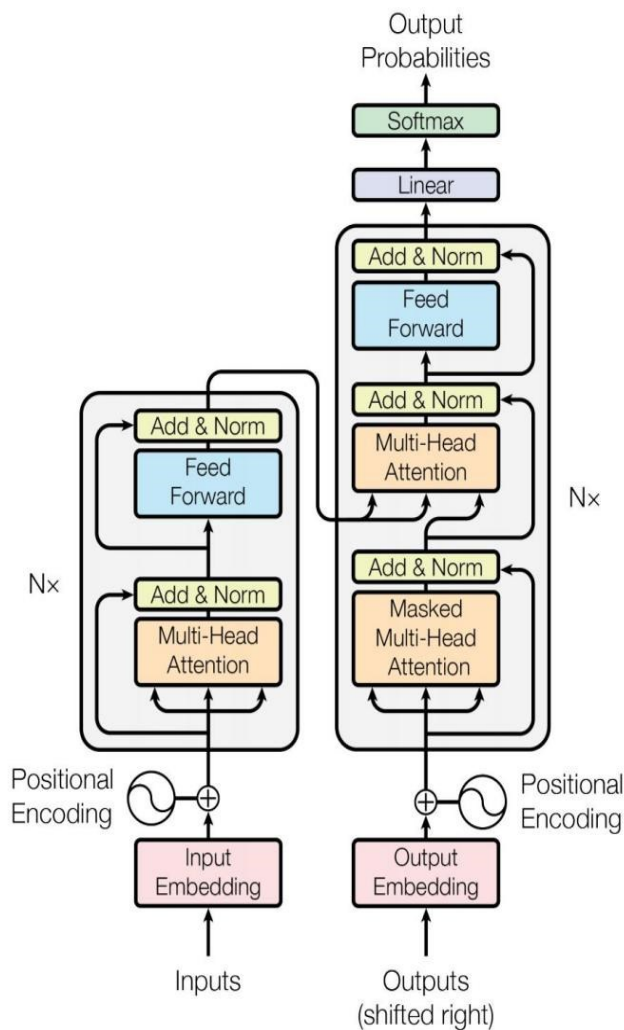 Output
Probabilities
Softmax
Linear
Add & Norm
Feed
Forward
Add & Norm
Multi-Head
Attention
Add & Norm
Masked
Multi-Head
Attention
Nx
Add & Norm
Feed
Forward
Add & Norm
Multi-Head
Attention
Nx
Positional
Encoding
Positional
Encoding
Input
Embedding
Output
Embedding
Inputs
Outputs
(shifted right)